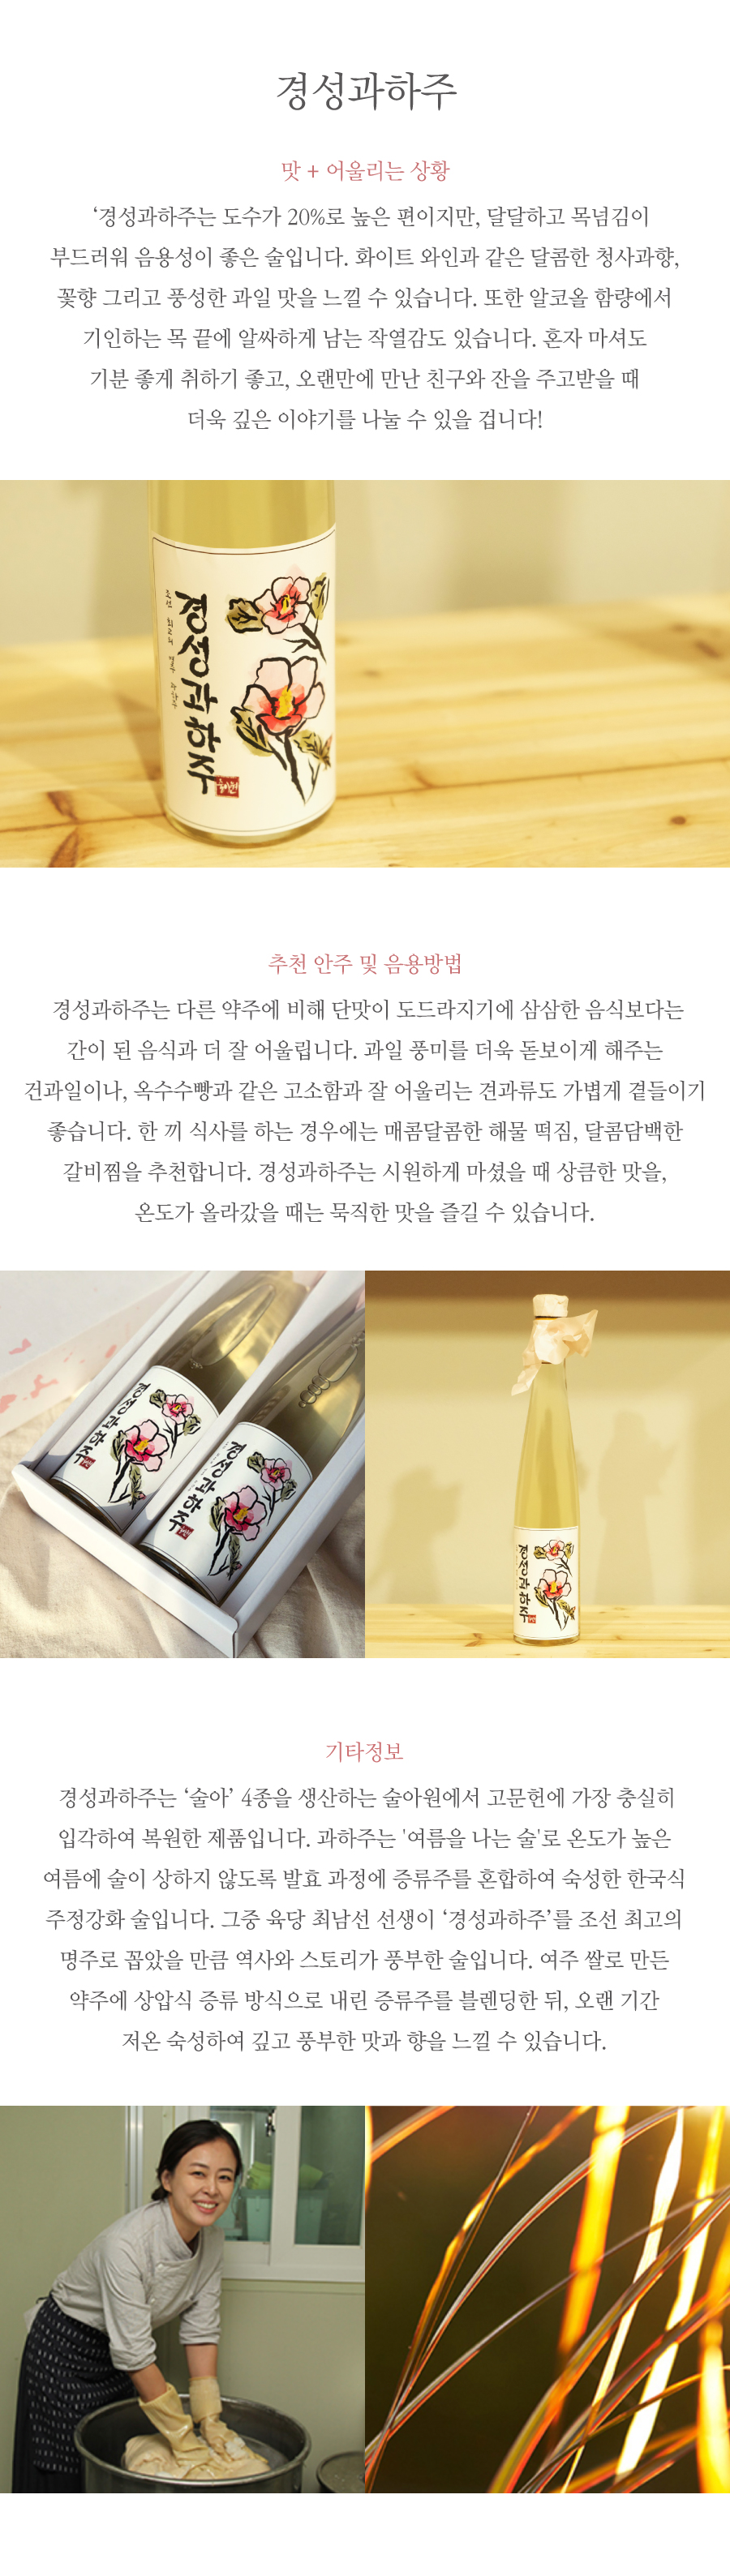 경성과하주
맛 + 어울리는 상황
‘경성과하주는 도수가 20%로 높은 편이지만, 달달하고 목넘김이
부드러워 음용성이 좋은 술입니다. 화이트 와인과 같은 달콤한 청사과향,
꽃향 그리고 풍성한 과일 맛을 느낄 수 있습니다. 또한 알코올 함량에서
기인하는 목 끝에 알싸하게 남는 작열감도 있습니다. 혼자 마셔도
기분 좋게 취하기 좋고, 오랜만에 만난 친구와 잔을 주고받을 때
더욱 깊은 이야기를 나눌 수 있을 겁니다!
경성과하주
조선 최고의 명주 과하주
술아원
추천 안주 및 음용방법
경성과하주는 다른 약주에 비해 단맛이 도드라지기에 삼삼한 음식보다는
간이 된 음식과 더 잘 어울립니다. 과일 풍미를 더욱 돋보이게 해주는
건과일이나, 옥수수빵과 같은 고소함과 잘 어울리는 견과류도 가볍게 곁들이기
좋습니다. 한 끼 식사를 하는 경우에는 매콤달콤한 해물 떡짐, 달콤담백한
갈비찜을 추천합니다. 경성과하주는 시원하게 마셨을 때 상큼한 맛을,
온도가 올라갔을 때는 묵직한 맛을 즐길 수 있습니다.
경성과하주
경성과하주
경성과하주
기타정보
경성과하주는 ‘술아’ 4종을 생산하는 술아원에서 고문헌에 가장 충실히
입각하여 복원한 제품입니다. 과하주는 '여름을 나는 술'로 온도가 높은
여름에 술이 상하지 않도록 발효 과정에 증류주를 혼합하여 숙성한 한국식
주정강화 술입니다. 그중 육당 최남선 선생이 ‘경성과하주’를 조선 최고의
명주로 꼽았을 만큼 역사와 스토리가 풍부한 술입니다. 여주 쌀로 만든
약주에 상압식 증류 방식으로 내린 증류주를 블렌딩한 뒤, 오랜 기간
저온 숙성하여 깊고 풍부한 맛과 향을 느낄 수 있습니다.